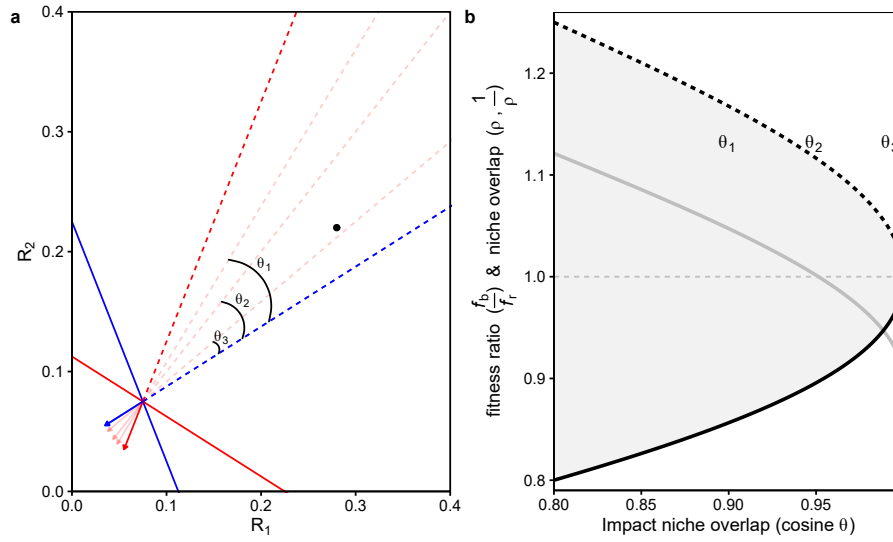 a
0.4
0.3
0.2
0.1
0.0
R2
0.0
0.1
0.2
0.3
0.4
R1
θ1
θ2
θ3
b
1.2
1.1
1.0
0.9
0.8
fitness ratio (fb/fr) & niche overlap (ρ, 1/ρ)
0.80
0.85
0.90
0.95
Impact niche overlap (cosine θ)
θ1
θ2
θ3